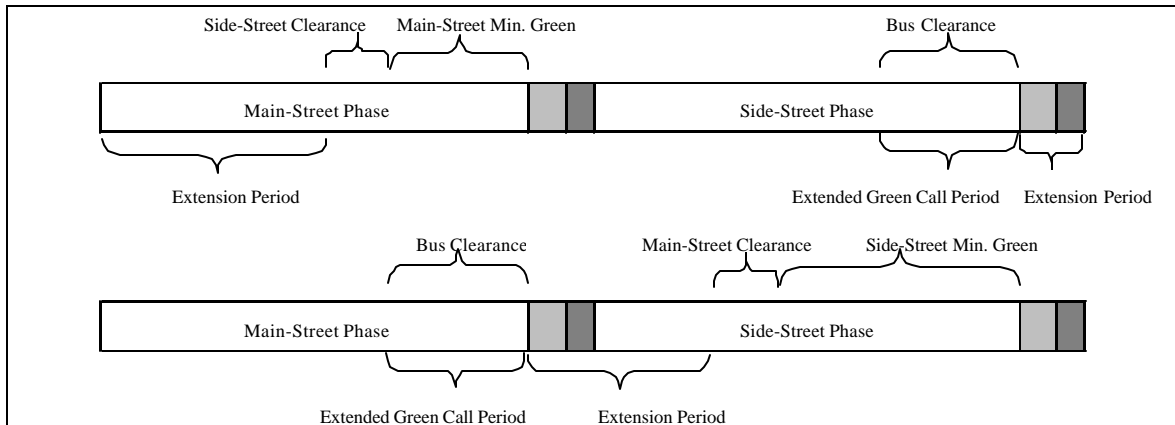 Side-Street Clearance Main-Street Min. Green Bus Clearance
Main-Street Phase Side-Street Phase
Extension Period Extended Green Call Period Extension Period
Bus Clearance Main-Street Clearance Side-Street Min. Green
Main-Street Phase Side-Street Phase
Extended Green Call Period Extension Period